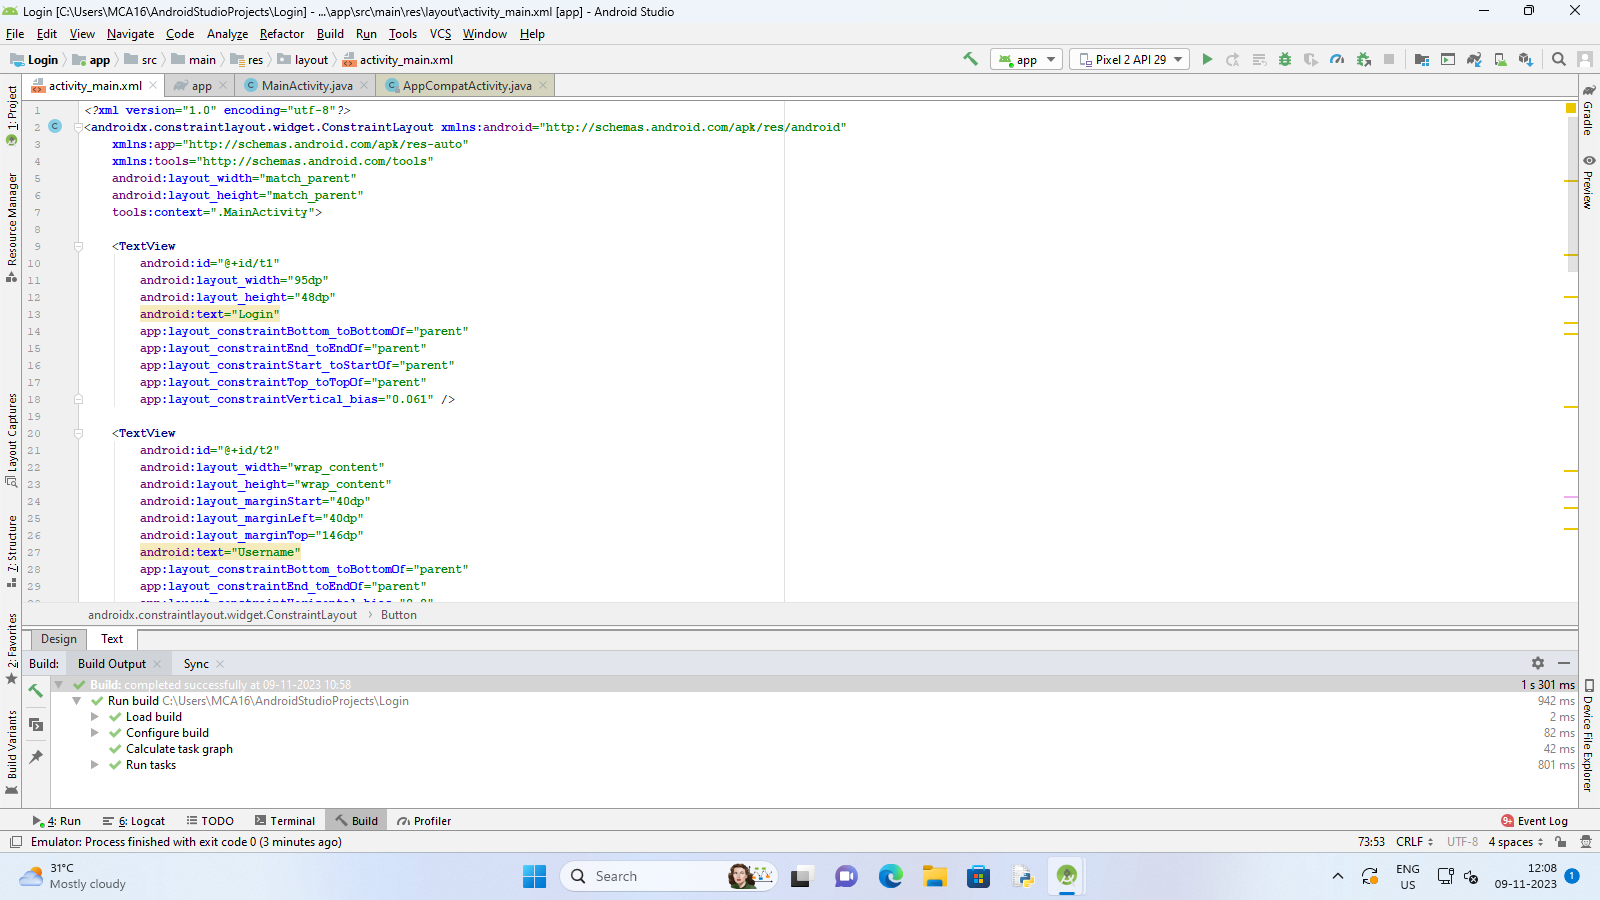 Login [C:\Users\MCA16\AndroidStudioProjects\Login] - ...\app\src\main\res\layout\activity_main.xml [app] - Android Studio
File Edit View Navigate Code Analyze Refactor Build Run Tools VCS Window Help
Login app src main res layout activity_main.xml app Pixel 2 API 29
activity_main.xml app MainActivity.java AppCompatActivity.java
1 <?xml version="1.0" encoding="utf-8"?>
2 <androidx.constraintlayout.widget.ConstraintLayout xmlns:android="http://schemas.android.com/apk/res/android"
3 xmlns:app="http://schemas.android.com/apk/res-auto"
4 xmlns:tools="http://schemas.android.com/tools"
5 android:layout_width="match_parent"
6 android:layout_height="match_parent"
7 tools:context=".MainActivity">
8
9 <TextView
10 android:id="@+id/t1"
11 android:layout_width="95dp"
12 android:layout_height="48dp"
13 android:text="Login"
14 app:layout_constraintBottom_toBottomOf="parent"
15 app:layout_constraintEnd_toEndOf="parent"
16 app:layout_constraintStart_toStartOf="parent"
17 app:layout_constraintTop_toTopOf="parent"
18 app:layout_constraintVertical_bias="0.061" />
19
20 <TextView
21 android:id="@+id/t2"
22 android:layout_width="wrap_content"
23 android:layout_height="wrap_content"
24 android:layout_marginStart="40dp"
25 android:layout_marginLeft="40dp"
26 android:layout_marginTop="146dp"
27 android:text="Username"
28 app:layout_constraintBottom_toBottomOf="parent"
29 app:layout_constraintEnd_toEndOf="parent"
androidx.constraintlayout.widget.ConstraintLayout Button
Design Text
Build: Build Output Sync
Build: completed successfully at 09-11-2023 10:58 1 s 301 ms
Run build C:\Users\MCA16\AndroidStudioProjects\Login 942 ms
Load build 2 ms
Configure build 82 ms
Calculate task graph 42 ms
Run tasks 801 ms
1: Project
Resource Manager
Layout Captures
7: Structure
2: Favorites
Build Variants
Gradle
Preview
Device File Explorer
4: Run 6: Logcat TODO Terminal Build Profiler 9+ Event Log
Emulator: Process finished with exit code 0 (3 minutes ago) 73:53 CRLF UTF-8 4 spaces
31°C
Mostly cloudy
Search
ENG
US
12:08
09-11-2023
1